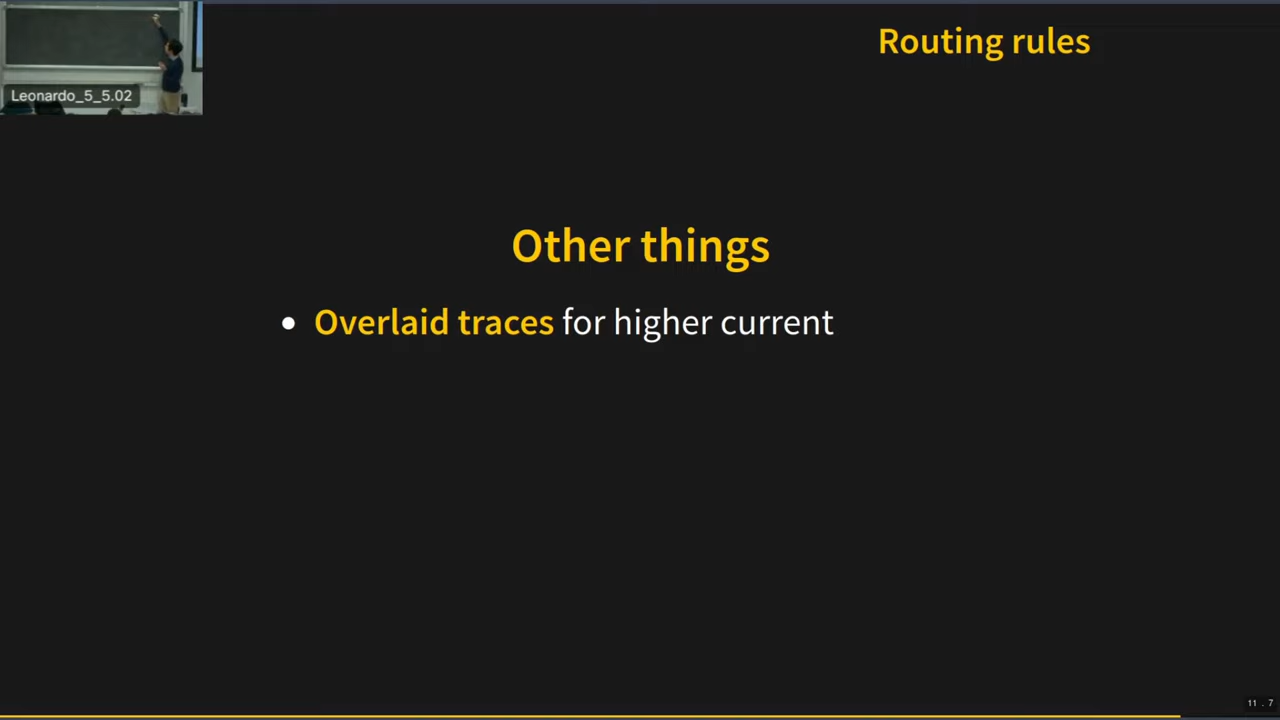 Routing rules
Leonardo_5_5.02
Other things
• Overlaid traces for higher current
11 . 7